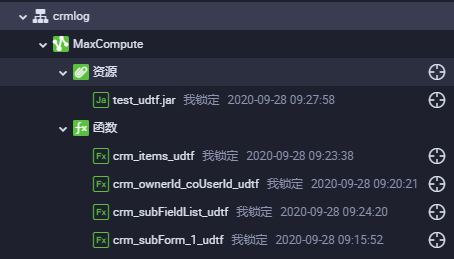 crmlog
MaxCompute
资源
Ja test_udtf.jar 我锁定 2020-09-28 09:27:58
fx 函数
Fx crm_items_udtf 我锁定 2020-09-28 09:23:38
Fx crm_ownerId_coUserId_udtf 我锁定 2020-09-28 09:20:21
Fx crm_subFieldList_udtf 我锁定 2020-09-28 09:24:20
Fx crm_subForm_1_udtf 我锁定 2020-09-28 09:15:52